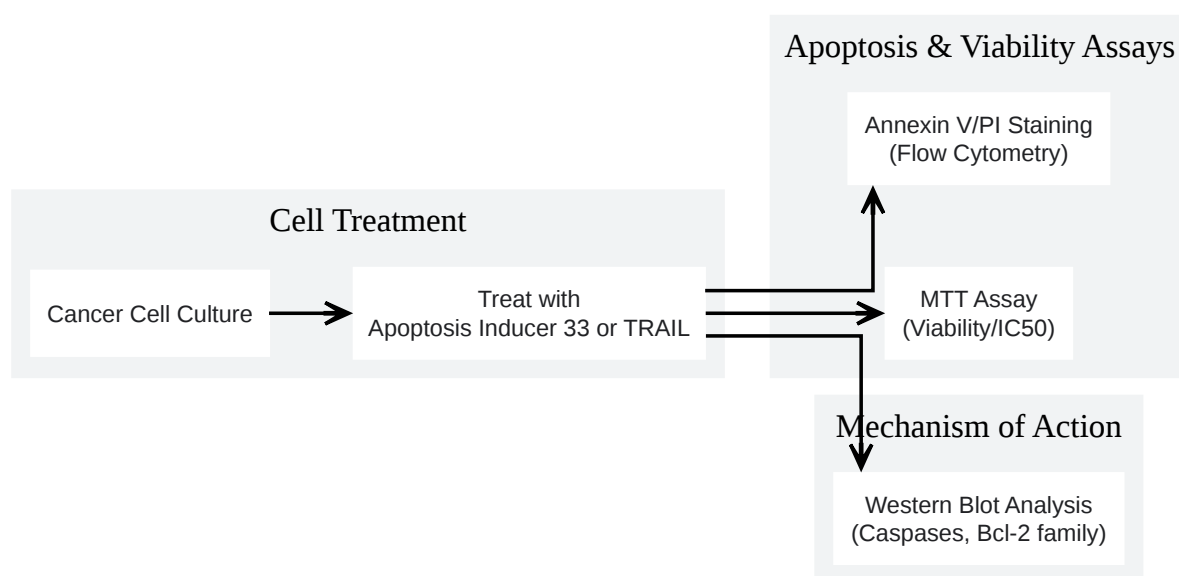 Apoptosis & Viability Assays
Annexin V/PI Staining
(Flow Cytometry)
Cell Treatment
Cancer Cell Culture
Treat with
Apoptosis Inducer 33 or TRAIL
MTT Assay
(Viability/IC50)
Mechanism of Action
Western Blot Analysis
(Caspases, Bcl-2 family)